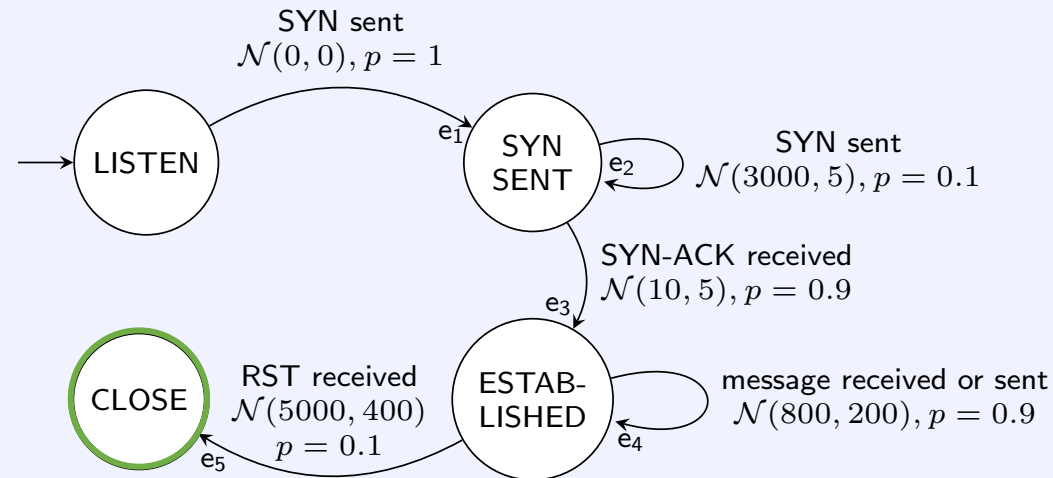 SYN sent
𝒩(0, 0), p = 1
LISTEN
e₁
SYN
SENT
e₂
SYN sent
𝒩(3000, 5), p = 0.1
SYN-ACK received
𝒩(10, 5), p = 0.9
e₃
CLOSE
RST received
𝒩(5000, 400)
p = 0.1
e₅
ESTAB-
LISHED
e₄
message received or sent
𝒩(800, 200), p = 0.9